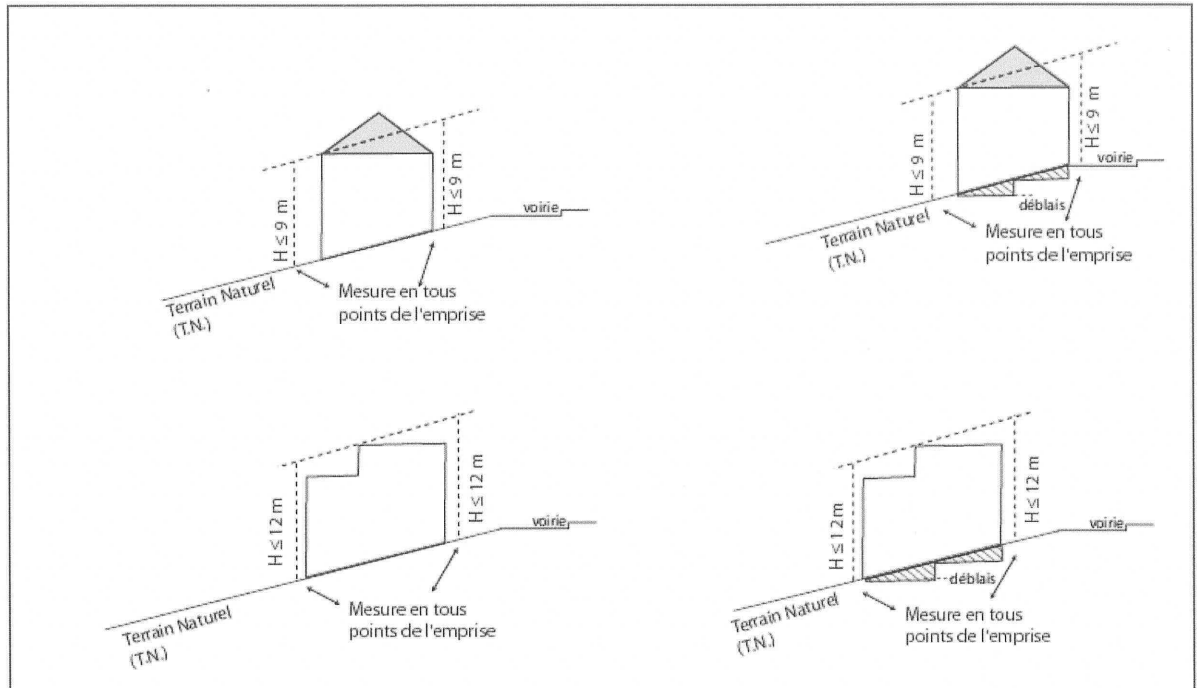 H ≤ 9 m
H ≤ 9 m
voirie
Terrain Naturel
(T.N.)
Mesure en tous
points de l'emprise
H ≤ 9 m
H ≤ 9 m
voirie
déblais
Terrain Naturel
(T.N.)
Mesure en tous
points de l'emprise
H ≤ 12 m
H ≤ 12 m
voirie
Terrain Naturel
(T.N.)
Mesure en tous
points de l'emprise
H ≤ 12 m
H ≤ 12 m
voirie
déblais
Terrain Naturel
(T.N.)
Mesure en tous
points de l'emprise